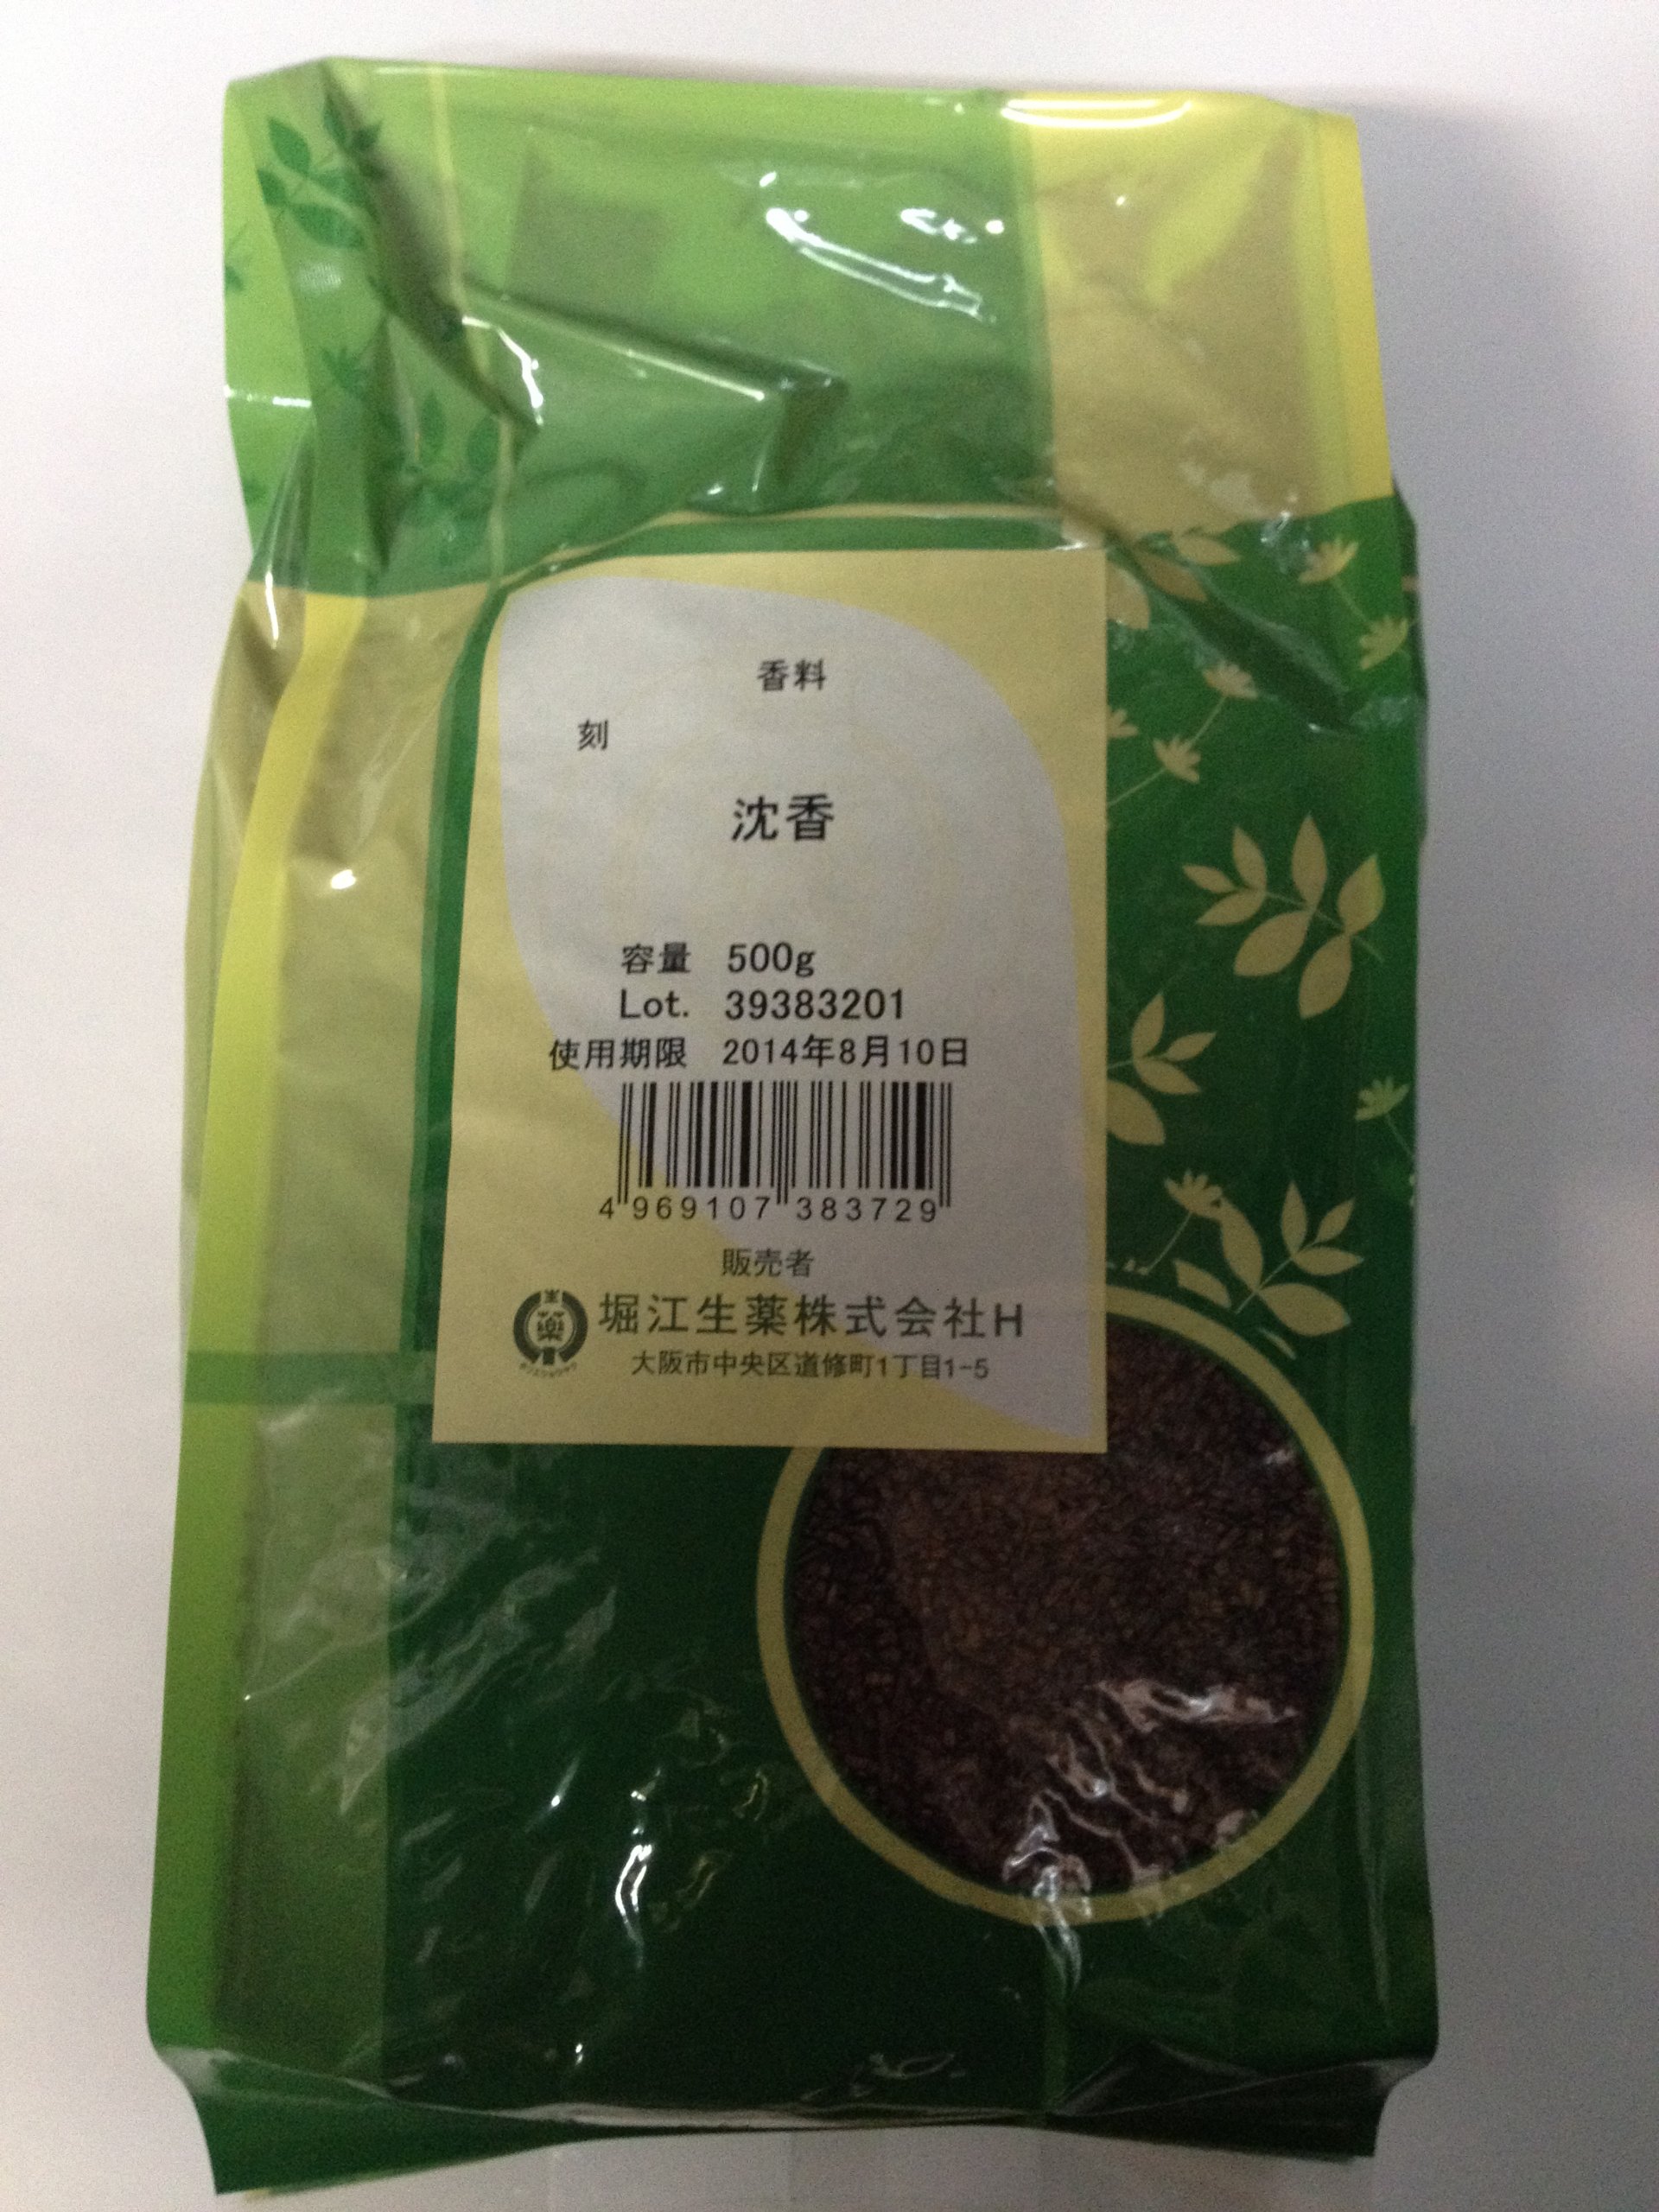 香料
刻
沈香
容量 500g
Lot. 39383201
使用期限 2014年8月10日
4 969107 383729
販売者
堀江生薬株式会社H
大阪市中央区道修町1丁目1-5